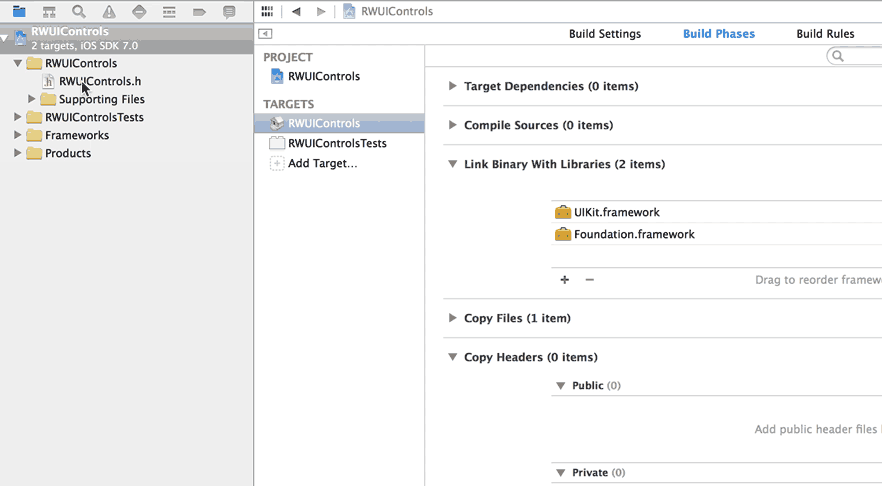 RWUIControls
2 targets, iOS SDK 7.0
RWUIControls
RWUIControls.h
Supporting Files
RWUIControlsTests
Frameworks
Products
RWUIControls
PROJECT
RWUIControls
TARGETS
RWUIControls
RWUIControlsTests
Add Target...
Build Settings Build Phases Build Rules
Target Dependencies (0 items)
Compile Sources (0 items)
Link Binary With Libraries (2 items)
UIKit.framework
Foundation.framework
+ −
Drag to reorder framew
Copy Files (1 item)
Copy Headers (0 items)
Public (0)
Add public header files
Private (0)